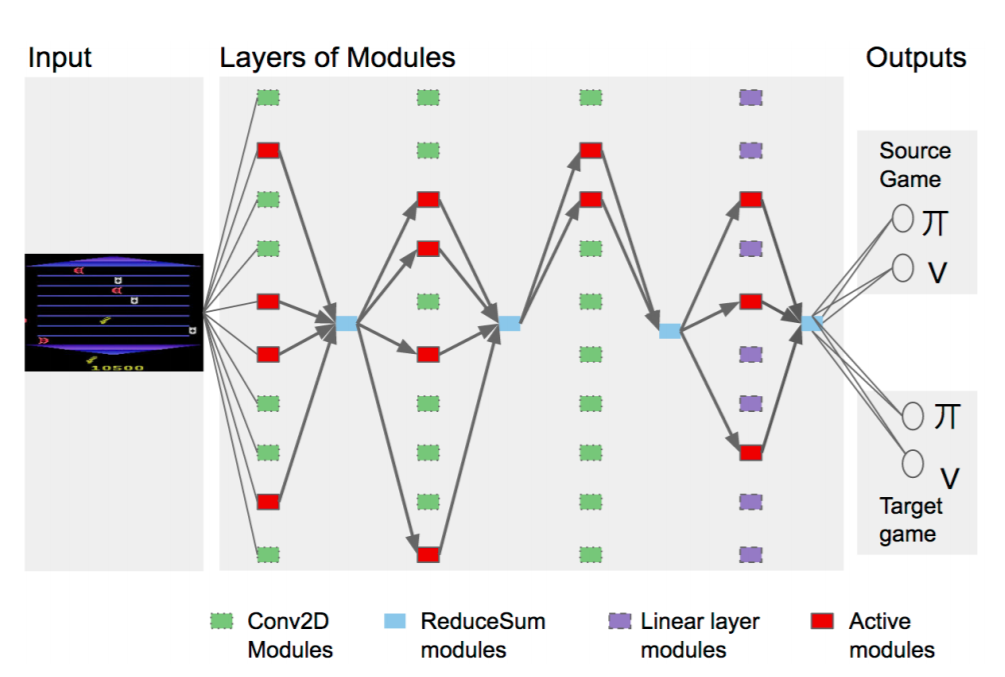 Input
Layers of Modules
Outputs
Source
Game
π
V
10500
π
V
Target
game
Conv2D
Modules
ReduceSum
modules
Linear layer
modules
Active
modules